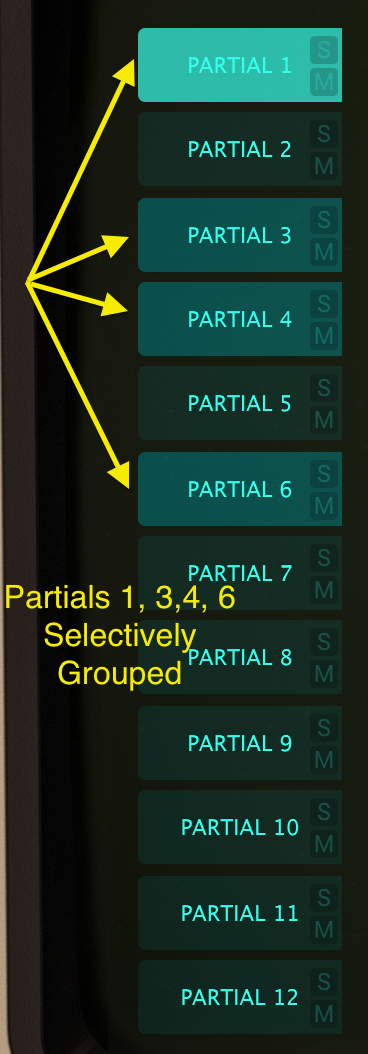 PARTIAL 1 S
M
PARTIAL 2 S
M
PARTIAL 3 S
M
PARTIAL 4 S
M
PARTIAL 5 S
M
PARTIAL 6 S
M
PARTIAL 7 S
M
Partials 1, 3,4, 6
Selectively
Grouped
PARTIAL 8 S
M
PARTIAL 9 S
M
PARTIAL 10 S
M
PARTIAL 11 S
M
PARTIAL 12 S
M